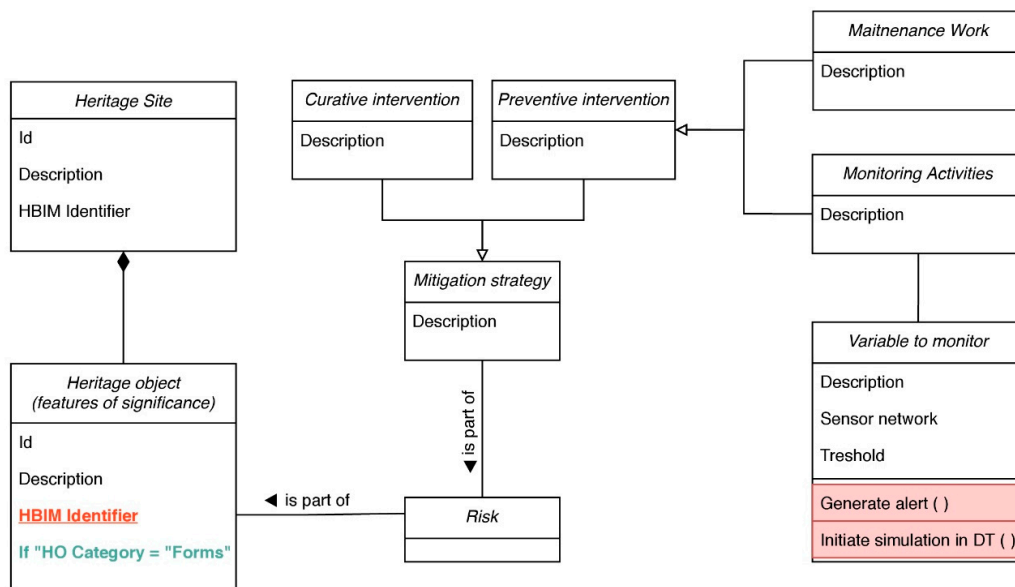 Heritage Site
Id
Description
HBIM Identifier
Heritage object
(features of significance)
Id
Description
HBIM Identifier
If "HO Category = "Forms"
Curative intervention
Description
Preventive intervention
Description
Mitigation strategy
Description
◀ is part of
◀ is part of
Risk
Maitnenance Work
Description
Monitoring Activities
Description
Variable to monitor
Description
Sensor network
Treshold
Generate alert ( )
Initiate simulation in DT ( )